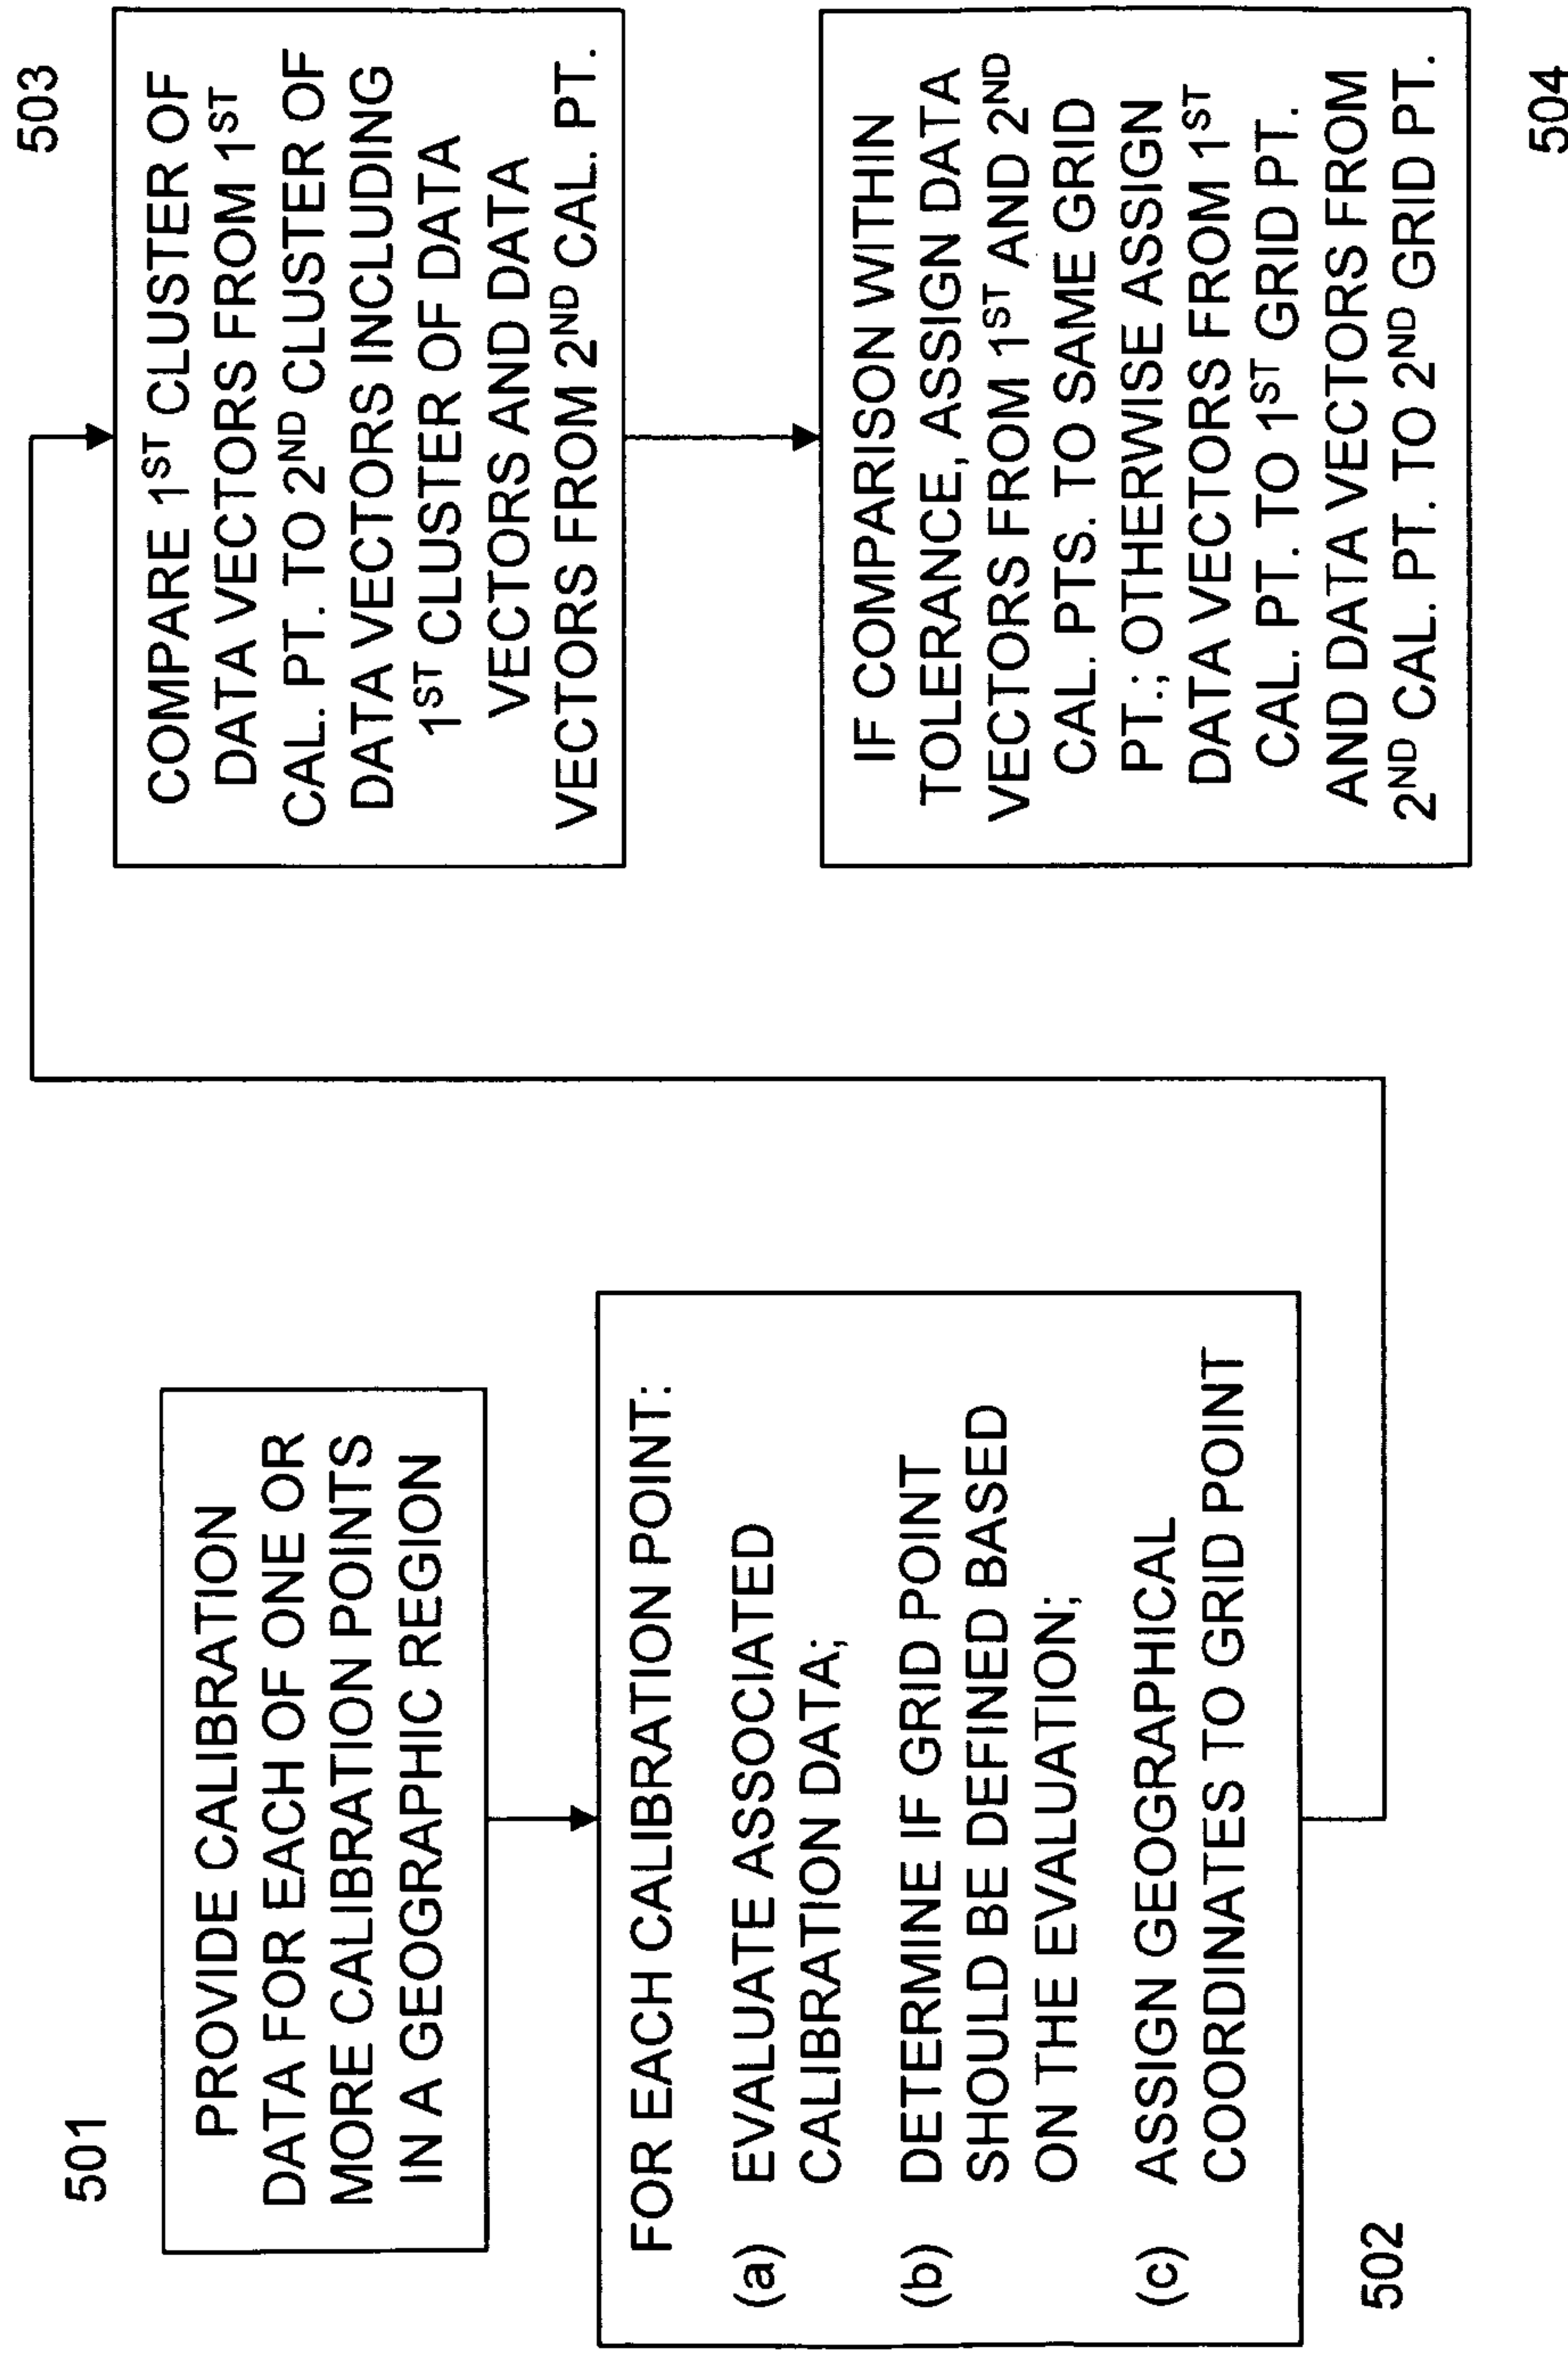 501
PROVIDE CALIBRATION
DATA FOR EACH OF ONE OR
MORE CALIBRATION POINTS
IN A GEOGRAPHIC REGION
FOR EACH CALIBRATION POINT:
(a) EVALUATE ASSOCIATED
CALIBRATION DATA;
(b) DETERMINE IF GRID POINT
SHOULD BE DEFINED BASED
ON THE EVALUATION;
(c) ASSIGN GEOGRAPHICAL
COORDINATES TO GRID POINT
502
503
COMPARE 1ST CLUSTER OF
DATA VECTORS FROM 1ST
CAL. PT. TO 2ND CLUSTER OF
DATA VECTORS INCLUDING
1ST CLUSTER OF DATA
VECTORS AND DATA
VECTORS FROM 2ND CAL. PT.
IF COMPARISON WITHIN
TOLERANCE, ASSIGN DATA
VECTORS FROM 1ST AND 2ND
CAL. PTS. TO SAME GRID
PT.; OTHERWISE ASSIGN
DATA VECTORS FROM 1ST
CAL. PT. TO 1ST GRID PT.
AND DATA VECTORS FROM
2ND CAL. PT. TO 2ND GRID PT.
504